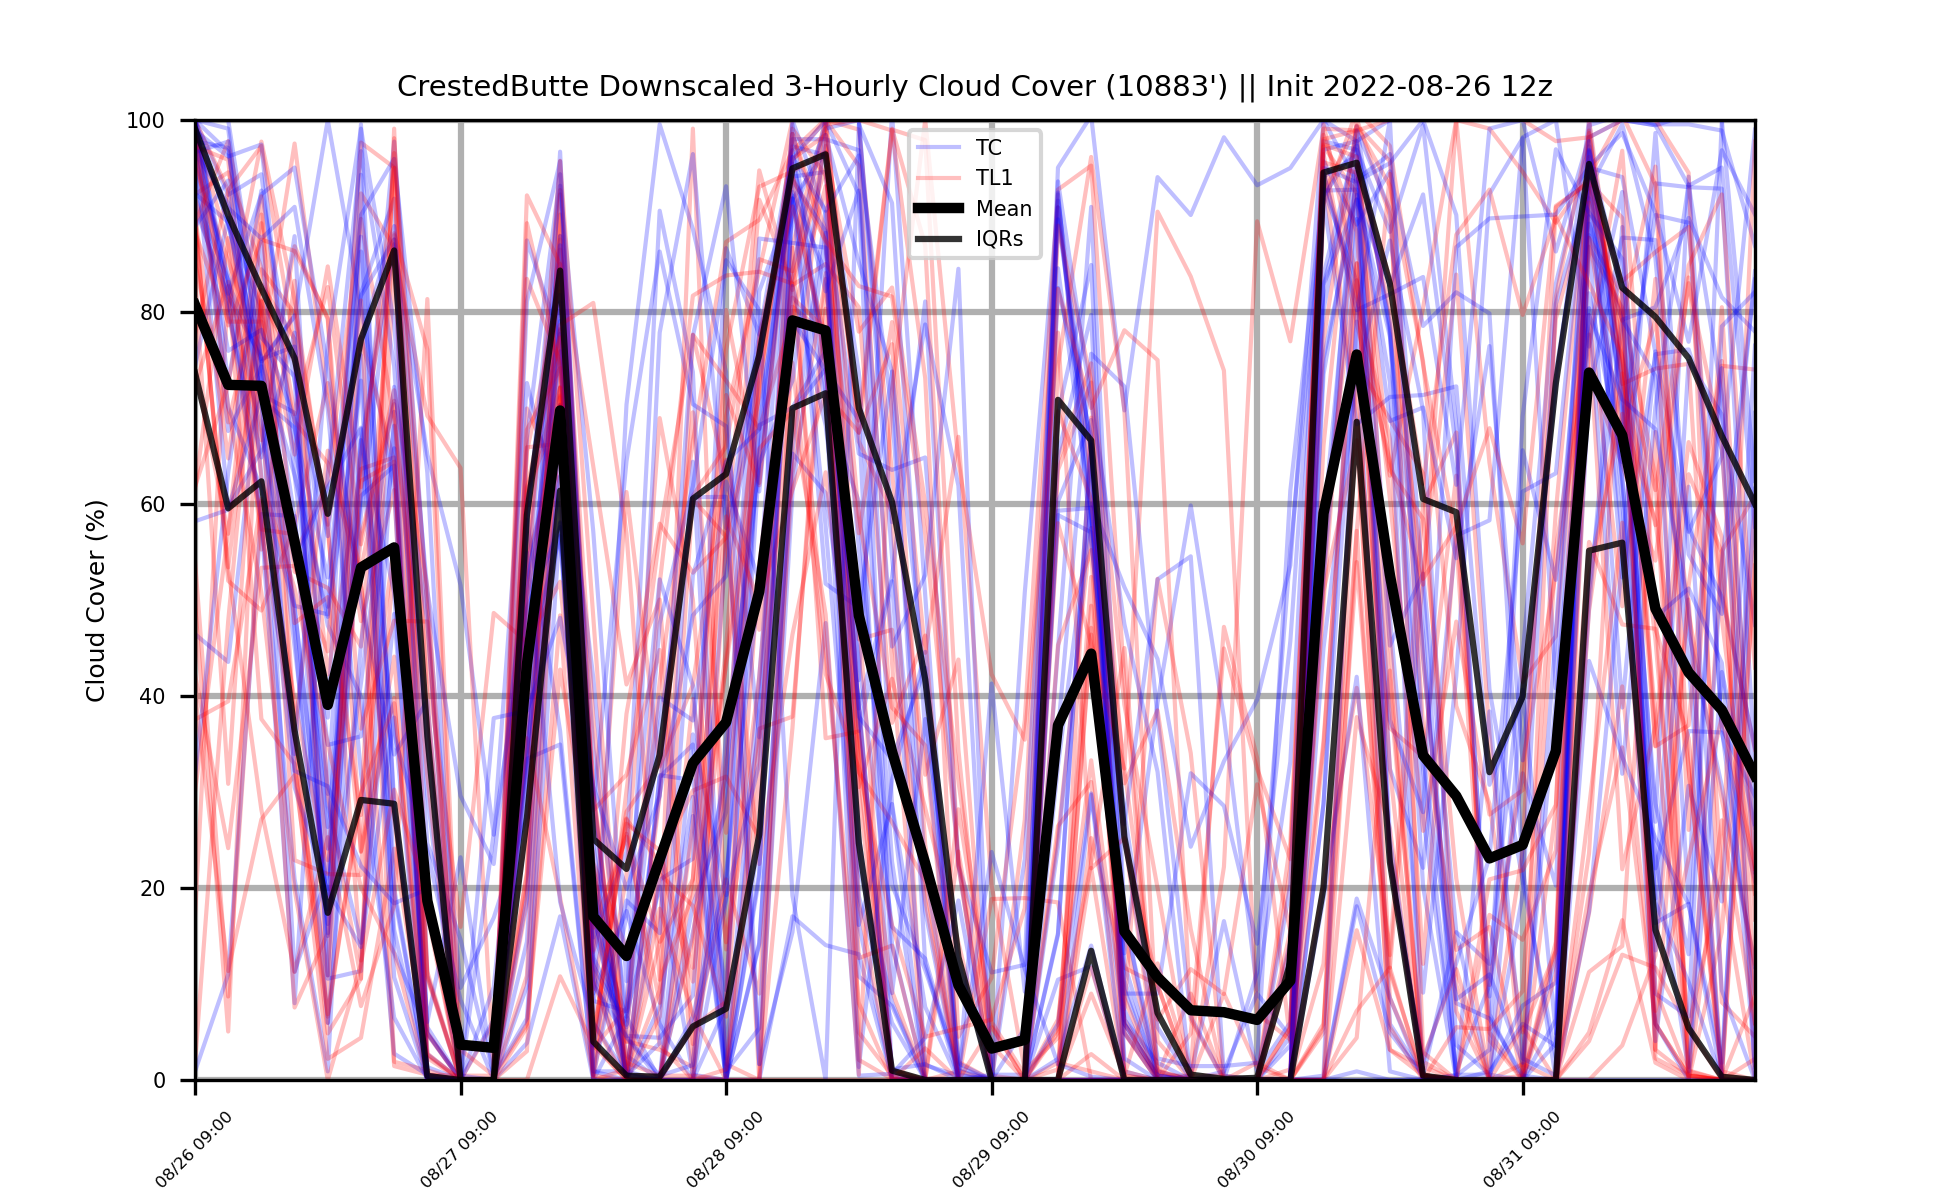 CrestedButte Downscaled 3-Hourly Cloud Cover (10883') || Init 2022-08-26 12z
Cloud Cover (%)
100
80
60
40
20
0
TC
TL1
Mean
IQRs
08/26 09:00
08/27 09:00
08/28 09:00
08/29 09:00
08/30 09:00
08/31 09:00